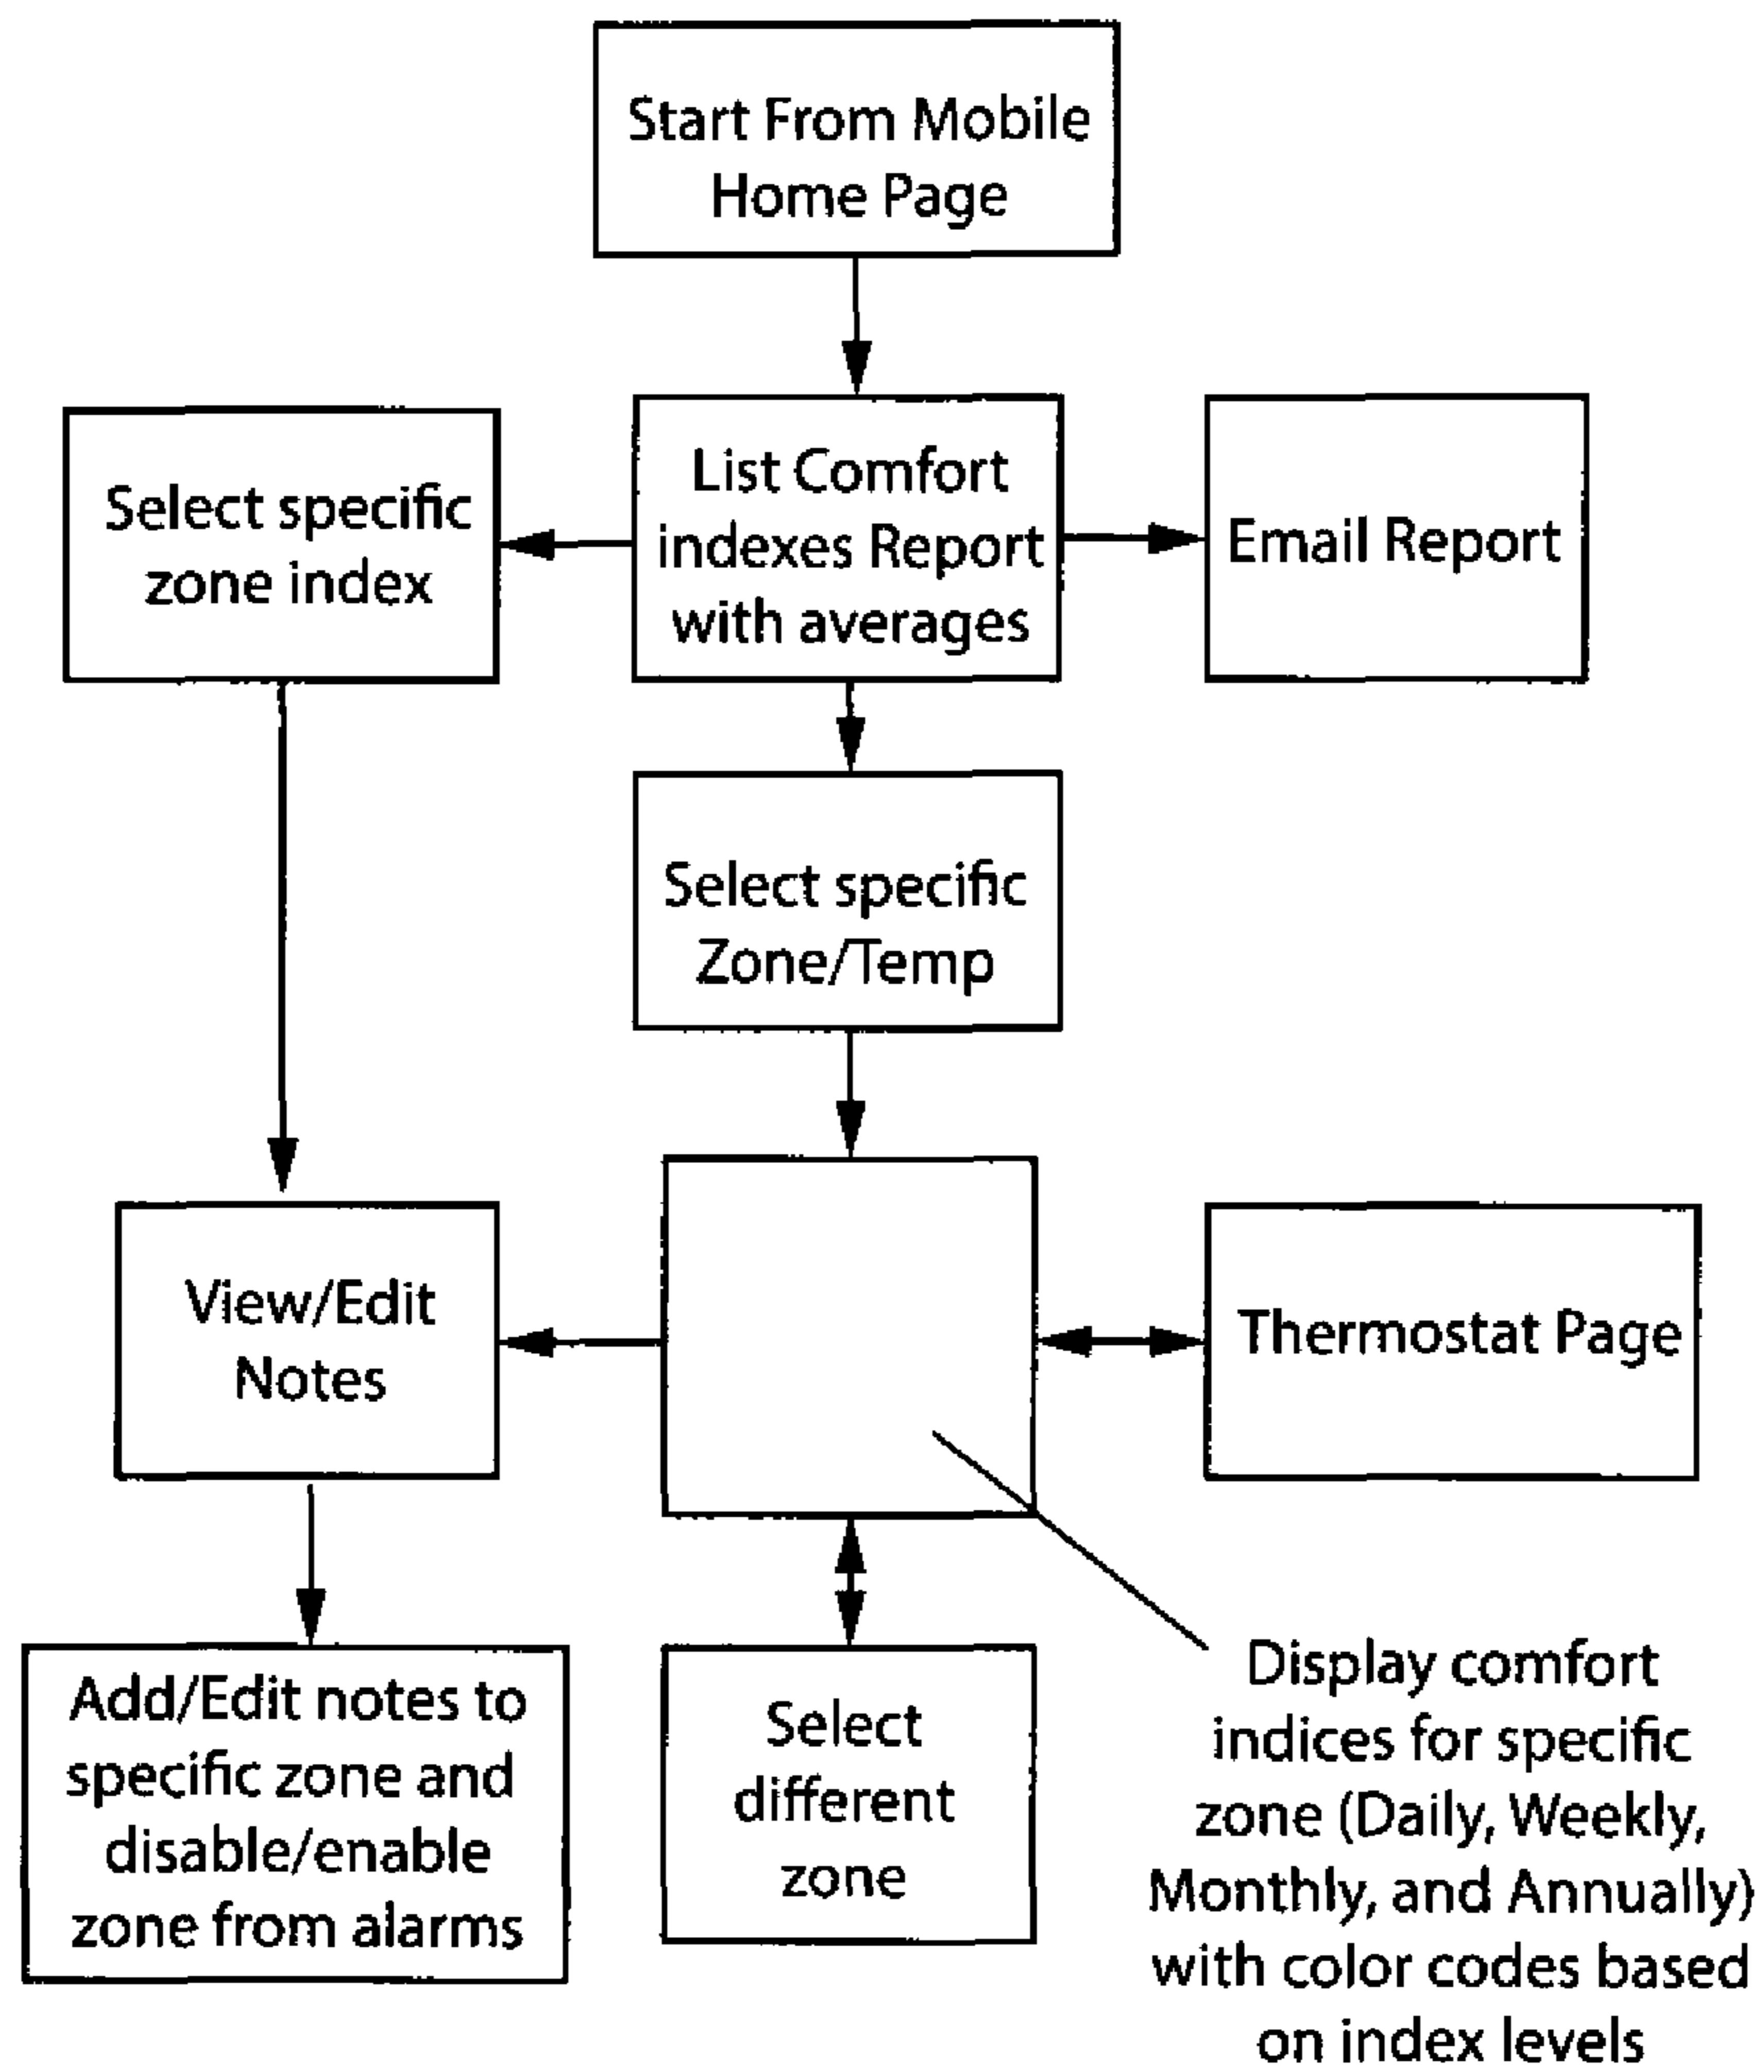 Start From Mobile
Home Page
Select specific
zone index
List Comfort
indexes Report
with averages
Email Report
Select specific
Zone/Temp
View/Edit
Notes
Thermostat Page
Add/Edit notes to
specific zone and
disable/enable
zone from alarms
Select
different
zone
Display comfort
indices for specific
zone (Daily, Weekly,
Monthly, and Annually)
with color codes based
on index levels